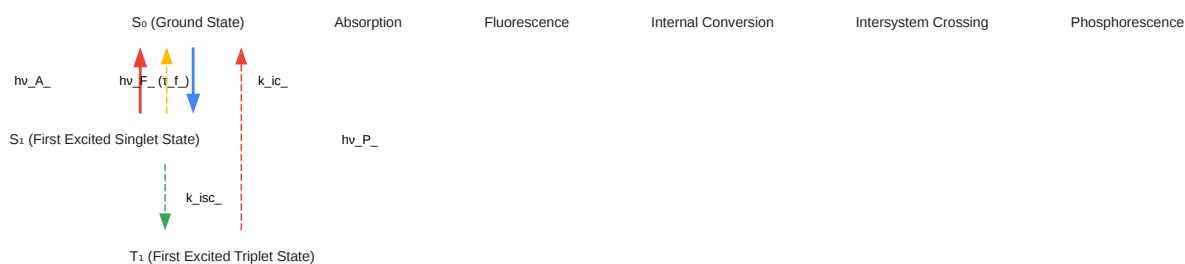 S₀ (Ground State) Absorption Fluorescence Internal Conversion Intersystem Crossing Phosphorescence
hν_A_ hν_F_ (τ_f_) k_ic_
S₁ (First Excited Singlet State) hν_P_
k_isc_
T₁ (First Excited Triplet State)